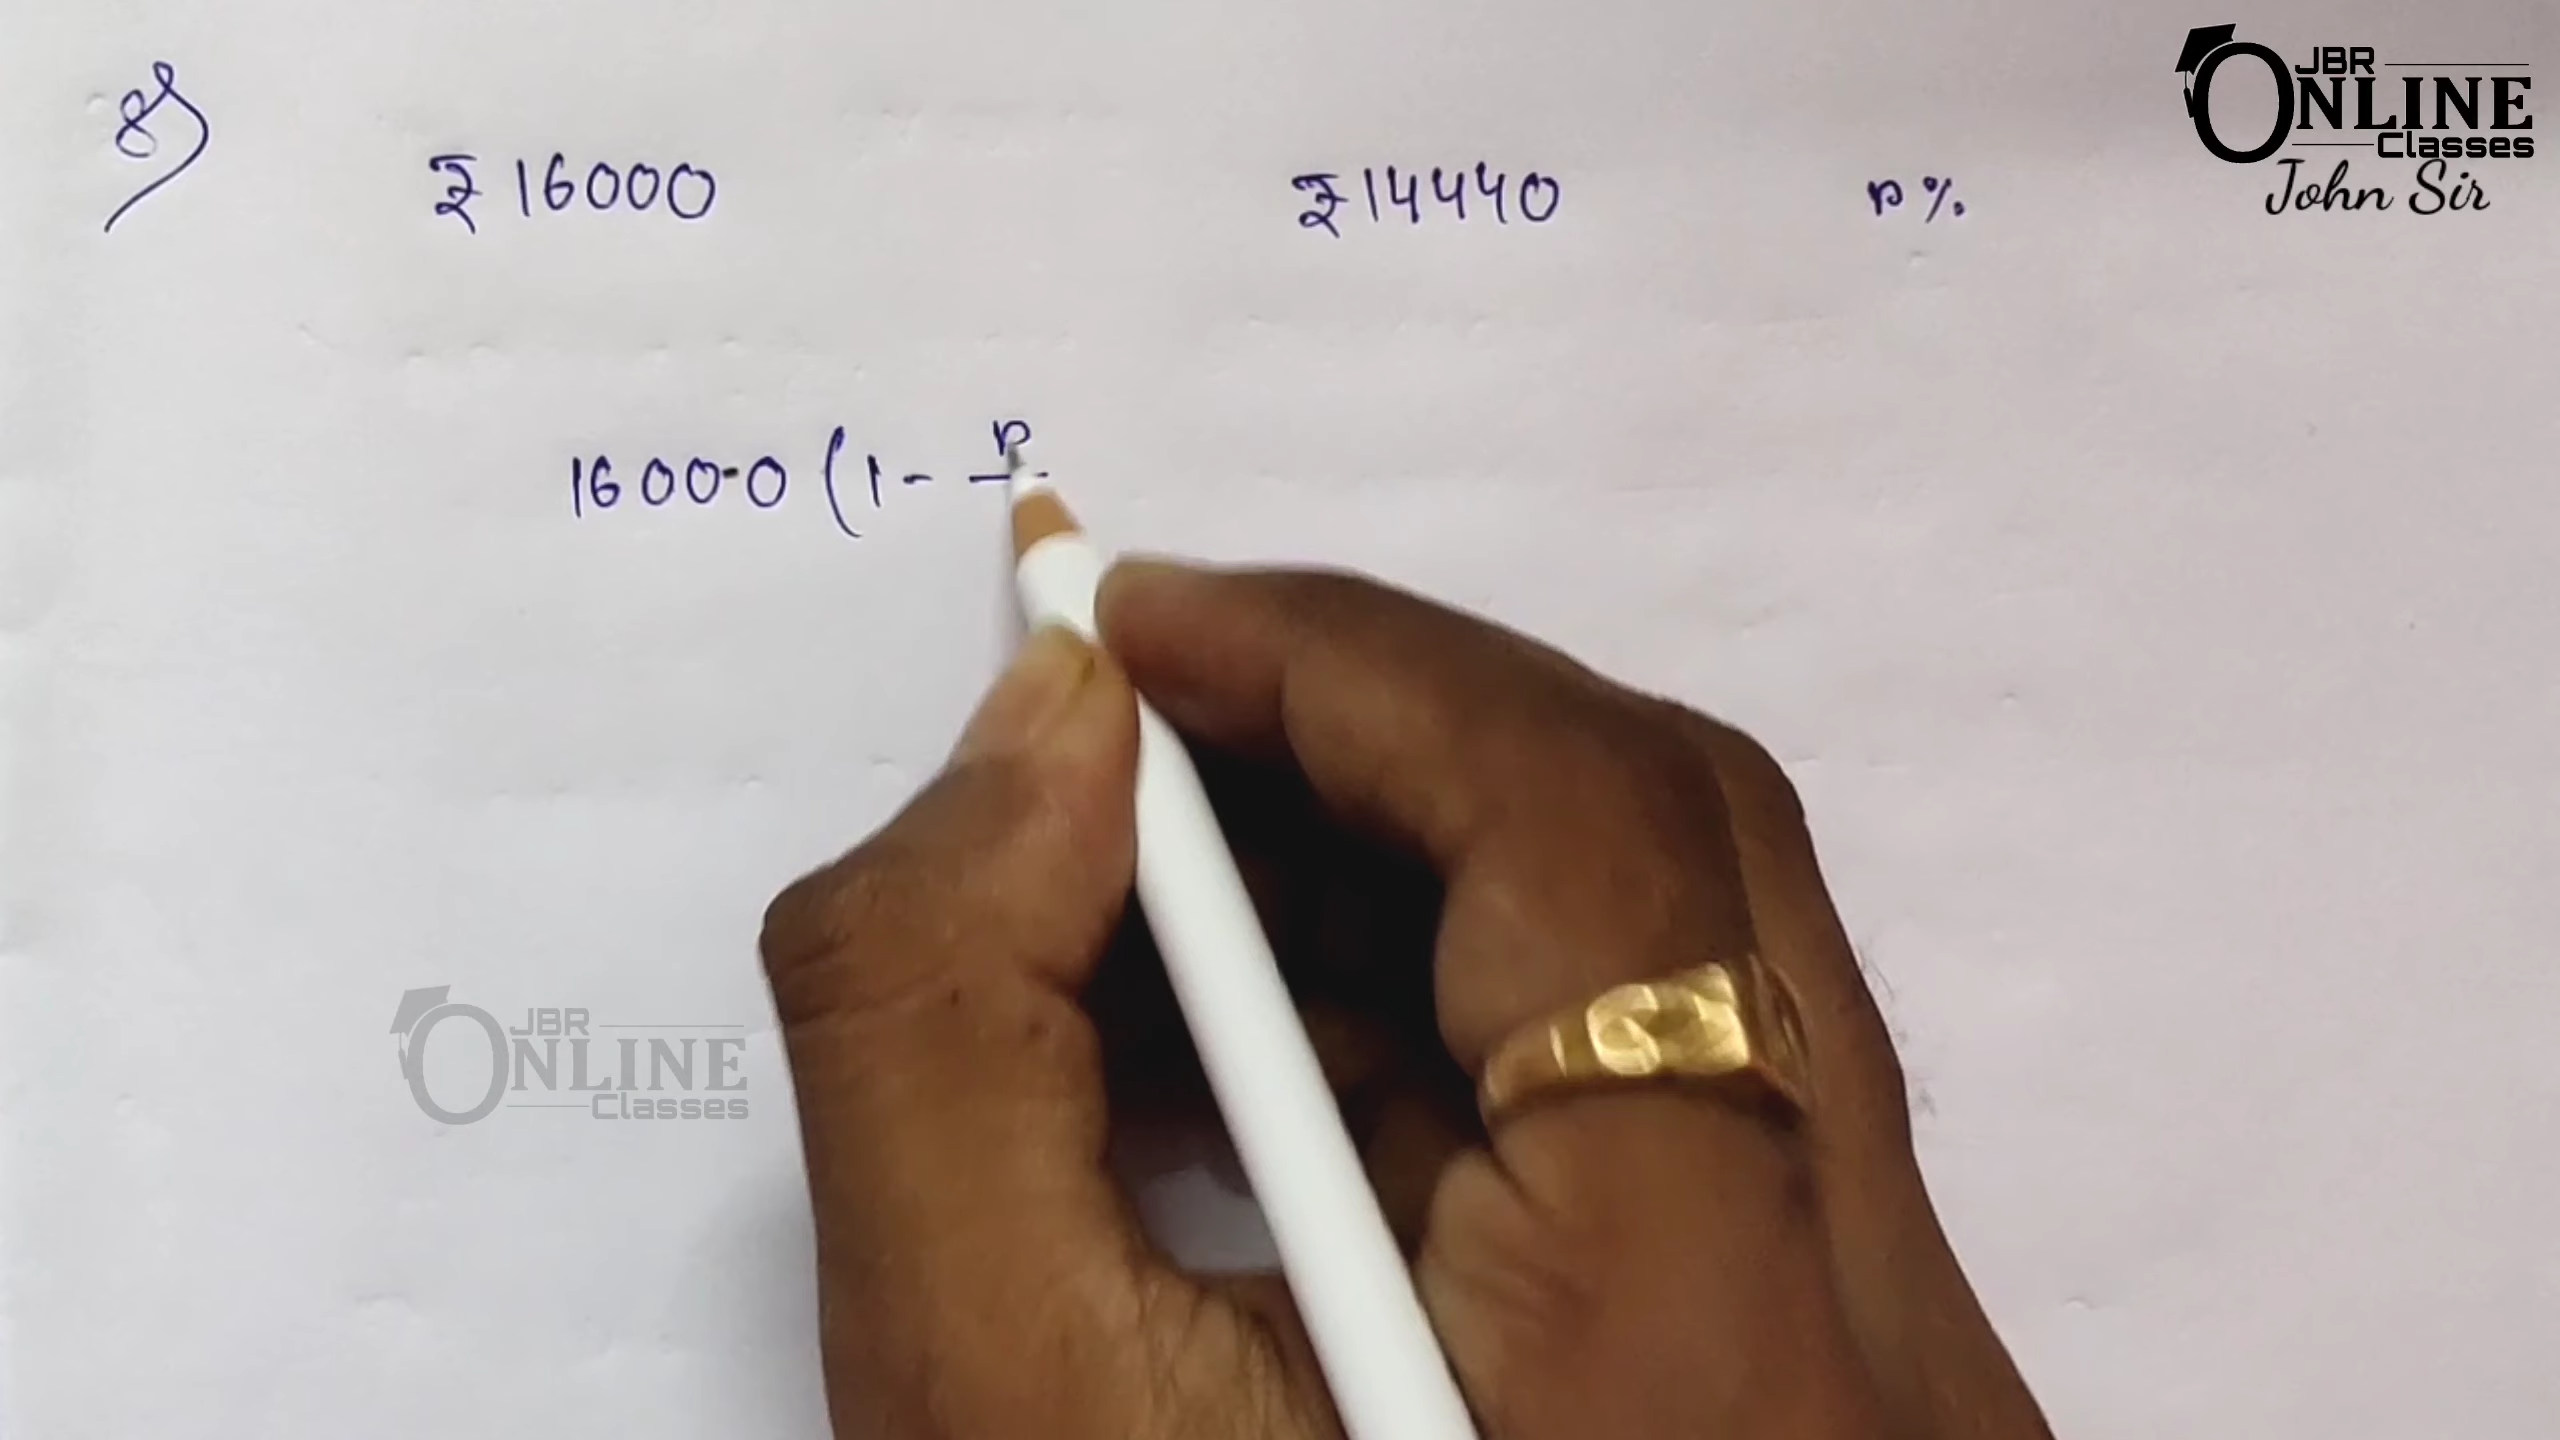 8)
₹ 16000 ₹ 14440 r %
16000 (1 - r
JBR
ONLINE
Classes
John Sir
JBR
ONLINE
Classes